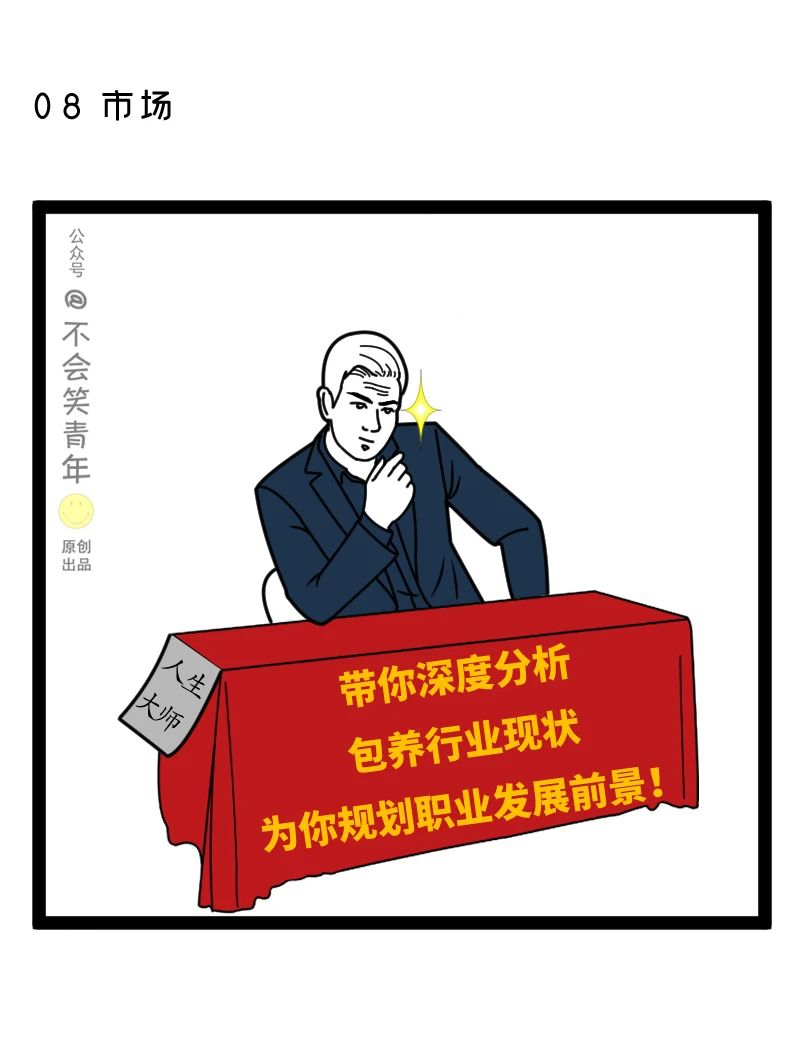 08 市场
公众号
@不会笑青年
原创
出品
人生
大师
带你深度分析
包养行业现状
为你规划职业发展前景！